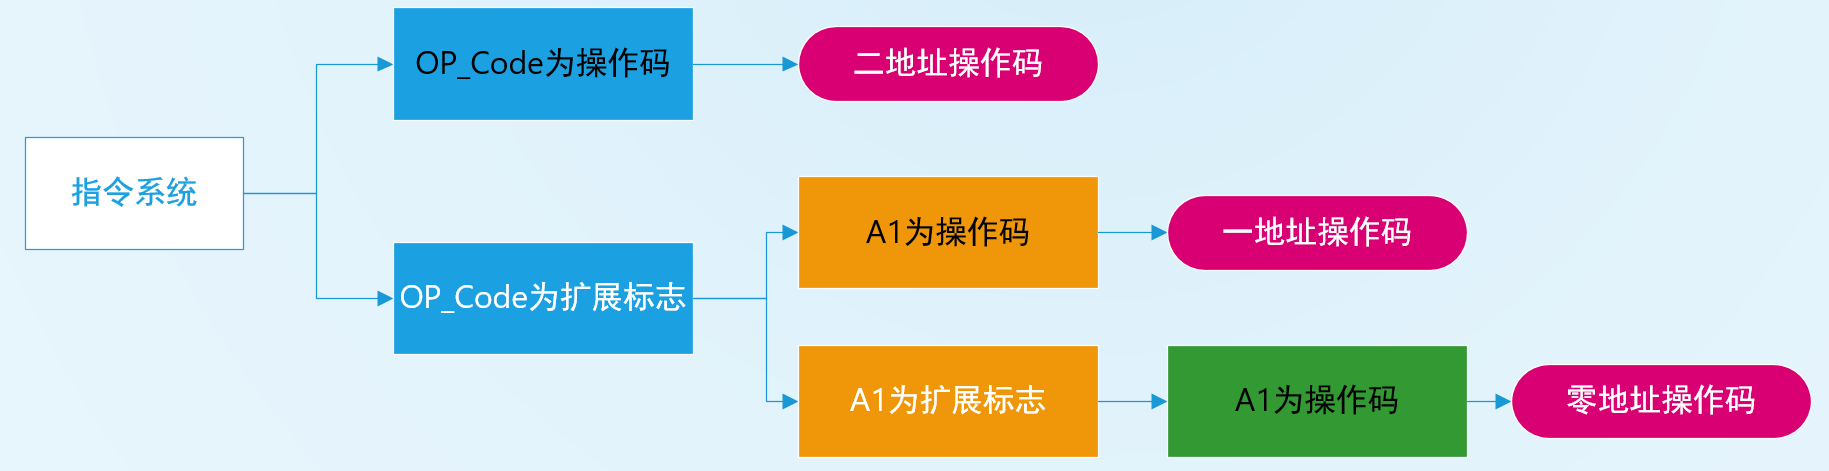 OP_Code为操作码
二地址操作码
指令系统
A1为操作码
一地址操作码
OP_Code为扩展标志
A1为扩展标志
A1为操作码
零地址操作码